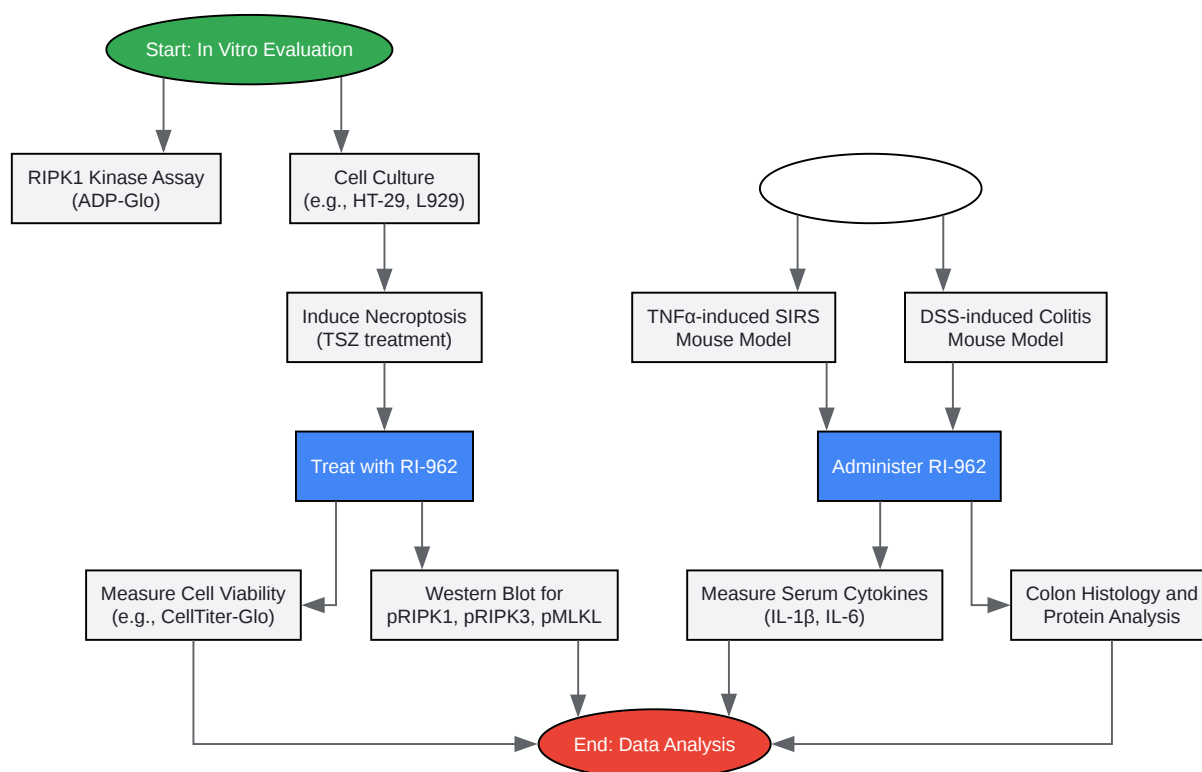 Start: In Vitro Evaluation
RIPK1 Kinase Assay
(ADP-Glo)
Cell Culture
(e.g., HT-29, L929)
Induce Necroptosis
(TSZ treatment)
TNFα-induced SIRS
Mouse Model
DSS-induced Colitis
Mouse Model
Treat with RI-962
Administer RI-962
Measure Cell Viability
(e.g., CellTiter-Glo)
Western Blot for
pRIPK1, pRIPK3, pMLKL
Measure Serum Cytokines
(IL-1β, IL-6)
Colon Histology and
Protein Analysis
End: Data Analysis